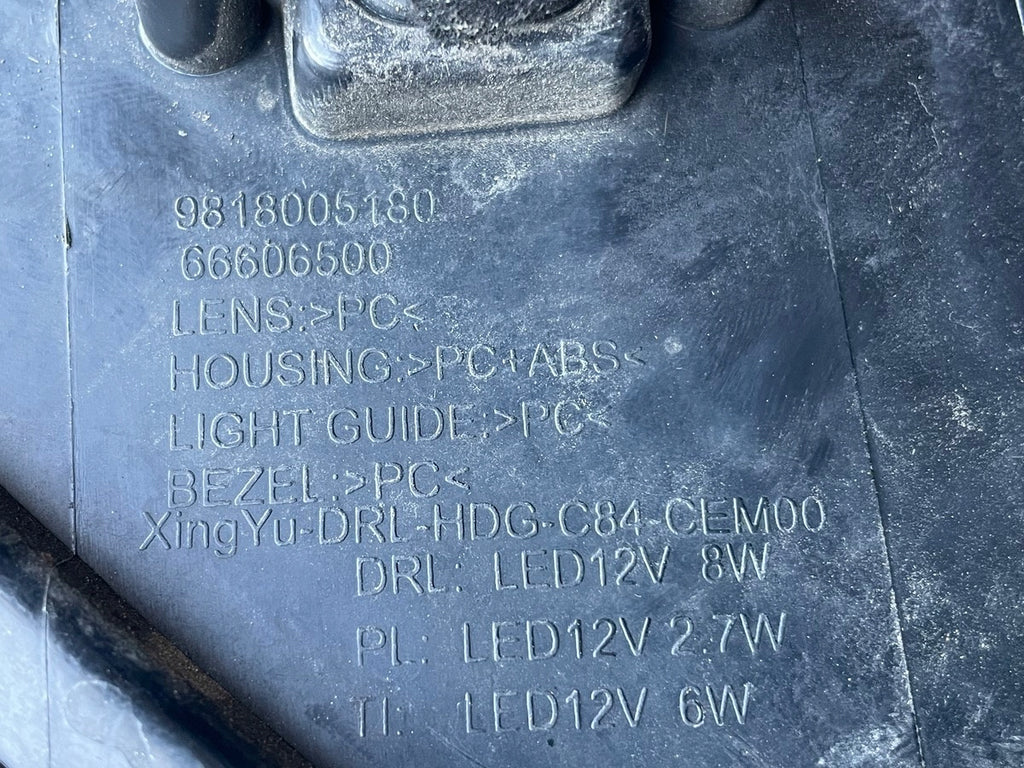 9818005180
66606500
LENS:>PC<
HOUSING:>PC+ABS<
LIGHT GUIDE:>PC<
BEZEL:>PC<
XingYu-DRL-HDG-C84-CEM00
DRL: LED12V 8W
PL: LED12V 2.7W
TI: LED12V 6W